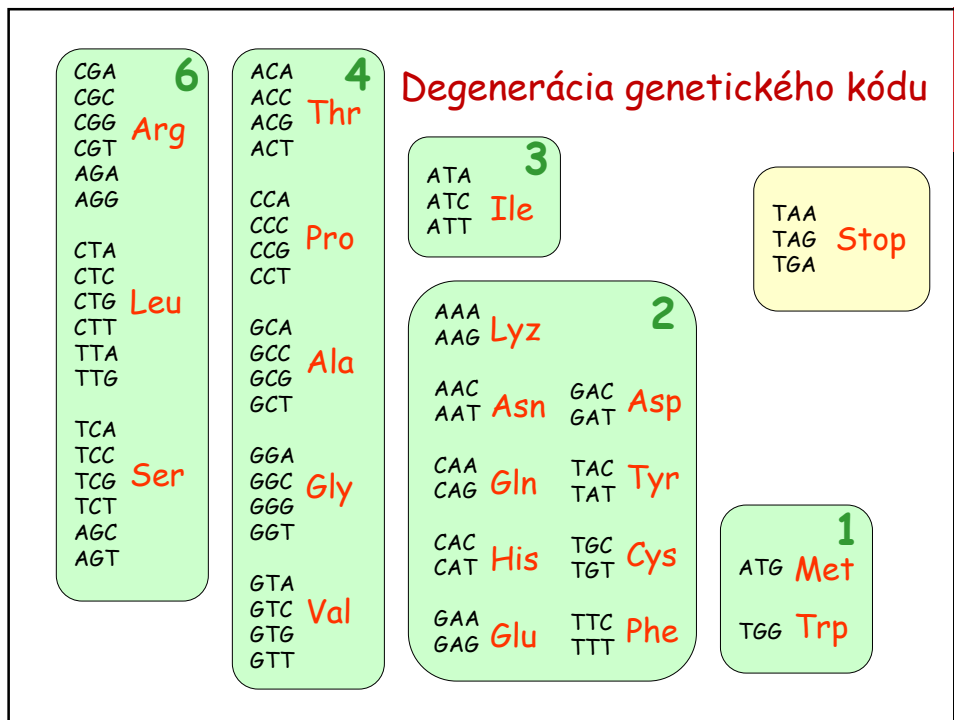 Degenerácia genetického kódu
6
CGA
CGC
CGG
CGT
AGA
AGG
Arg
CTA
CTC
CTG
CTT
TTA
TTG
Leu
TCA
TCC
TCG
TCT
AGC
AGT
Ser
4
ACA
ACC
ACG
ACT
Thr
CCA
CCC
CCG
CCT
Pro
GCA
GCC
GCG
GCT
Ala
GGA
GGC
GGG
GGT
Gly
GTA
GTC
GTG
GTT
Val
3
ATA
ATC
ATT
Ile
2
AAA
AAG
Lyz
AAC
AAT
Asn
GAC
GAT
Asp
CAA
CAG
Gln
TAC
TAT
Tyr
CAC
CAT
His
TGC
TGT
Cys
GAA
GAG
Glu
TTC
TTT
Phe
TAA
TAG
TGA
Stop
1
ATG Met
TGG Trp